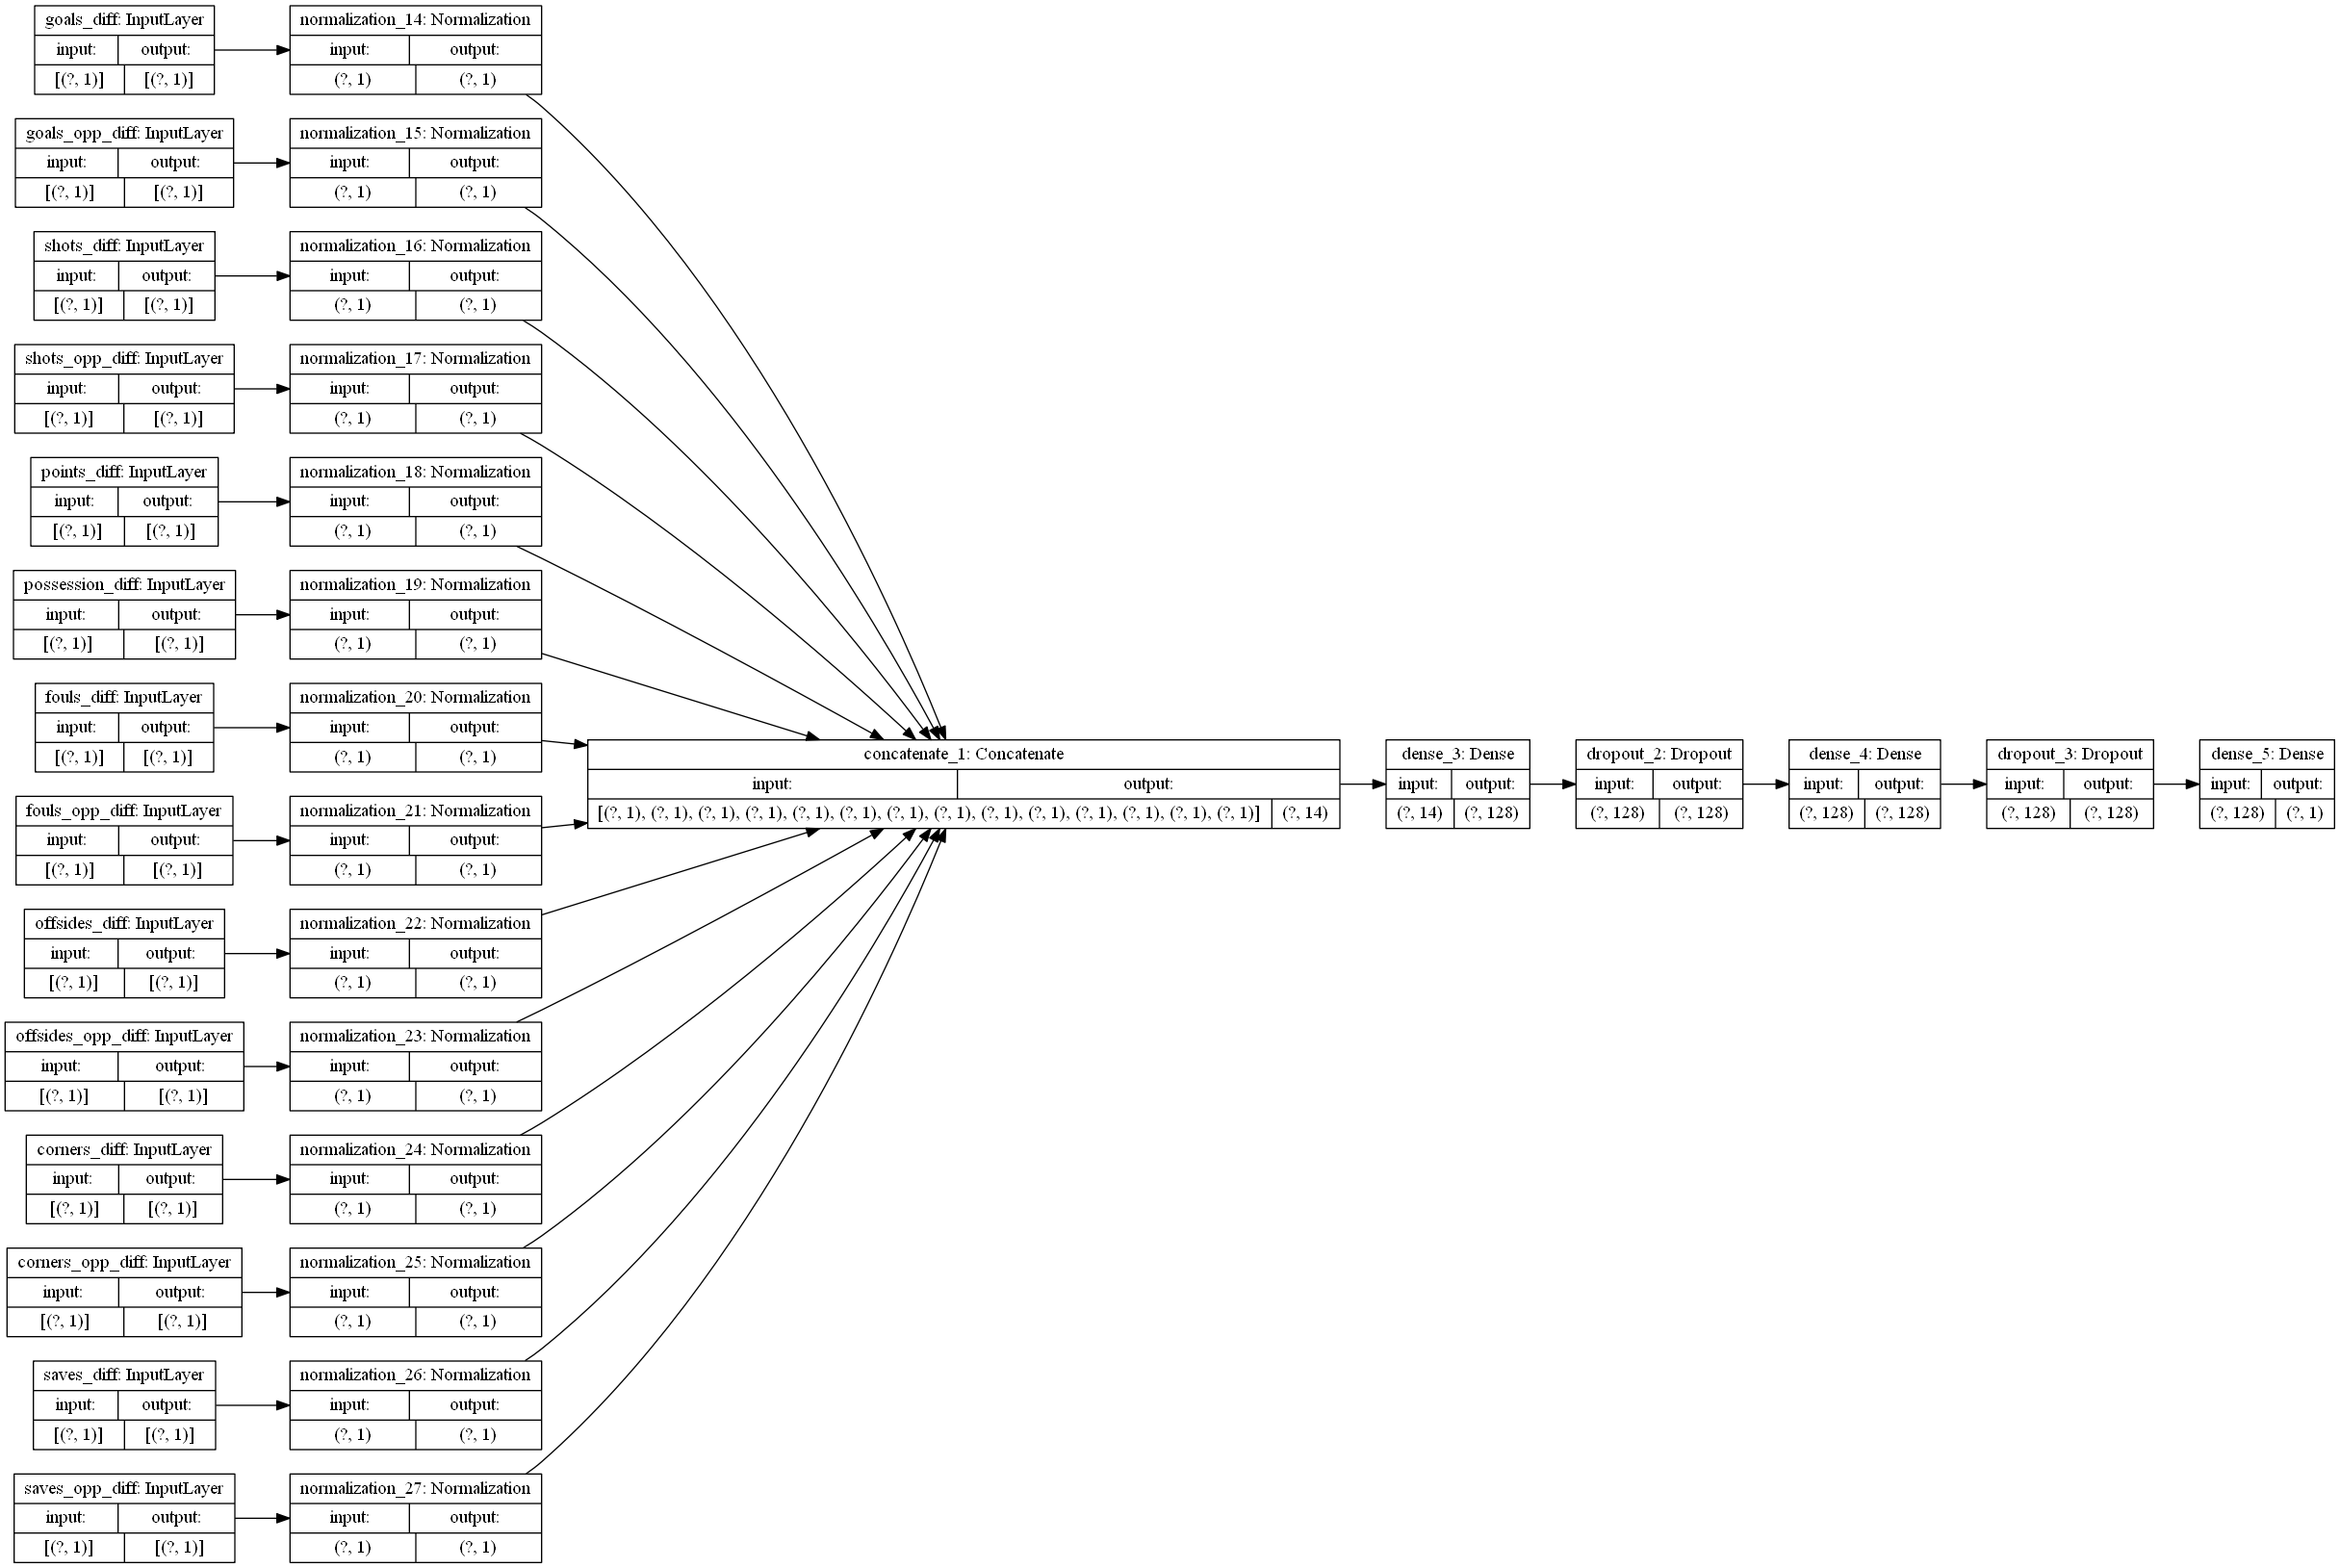 goals_diff: InputLayer
input: output:
[(?, 1)] [(?, 1)]
normalization_14: Normalization
input: output:
(?, 1) (?, 1)
goals_opp_diff: InputLayer
input: output:
[(?, 1)] [(?, 1)]
normalization_15: Normalization
input: output:
(?, 1) (?, 1)
shots_diff: InputLayer
input: output:
[(?, 1)] [(?, 1)]
normalization_16: Normalization
input: output:
(?, 1) (?, 1)
shots_opp_diff: InputLayer
input: output:
[(?, 1)] [(?, 1)]
normalization_17: Normalization
input: output:
(?, 1) (?, 1)
points_diff: InputLayer
input: output:
[(?, 1)] [(?, 1)]
normalization_18: Normalization
input: output:
(?, 1) (?, 1)
possession_diff: InputLayer
input: output:
[(?, 1)] [(?, 1)]
normalization_19: Normalization
input: output:
(?, 1) (?, 1)
fouls_diff: InputLayer
input: output:
[(?, 1)] [(?, 1)]
normalization_20: Normalization
input: output:
(?, 1) (?, 1)
fouls_opp_diff: InputLayer
input: output:
[(?, 1)] [(?, 1)]
normalization_21: Normalization
input: output:
(?, 1) (?, 1)
offsides_diff: InputLayer
input: output:
[(?, 1)] [(?, 1)]
normalization_22: Normalization
input: output:
(?, 1) (?, 1)
offsides_opp_diff: InputLayer
input: output:
[(?, 1)] [(?, 1)]
normalization_23: Normalization
input: output:
(?, 1) (?, 1)
corners_diff: InputLayer
input: output:
[(?, 1)] [(?, 1)]
normalization_24: Normalization
input: output:
(?, 1) (?, 1)
corners_opp_diff: InputLayer
input: output:
[(?, 1)] [(?, 1)]
normalization_25: Normalization
input: output:
(?, 1) (?, 1)
saves_diff: InputLayer
input: output:
[(?, 1)] [(?, 1)]
normalization_26: Normalization
input: output:
(?, 1) (?, 1)
saves_opp_diff: InputLayer
input: output:
[(?, 1)] [(?, 1)]
normalization_27: Normalization
input: output:
(?, 1) (?, 1)
concatenate_1: Concatenate
input: output:
[(?, 1), (?, 1), (?, 1), (?, 1), (?, 1), (?, 1), (?, 1), (?, 1), (?, 1), (?, 1), (?, 1), (?, 1), (?, 1), (?, 1)] (?, 14)
dense_3: Dense
input: output:
(?, 14) (?, 128)
dropout_2: Dropout
input: output:
(?, 128) (?, 128)
dense_4: Dense
input: output:
(?, 128) (?, 128)
dropout_3: Dropout
input: output:
(?, 128) (?, 128)
dense_5: Dense
input: output:
(?, 128) (?, 1)